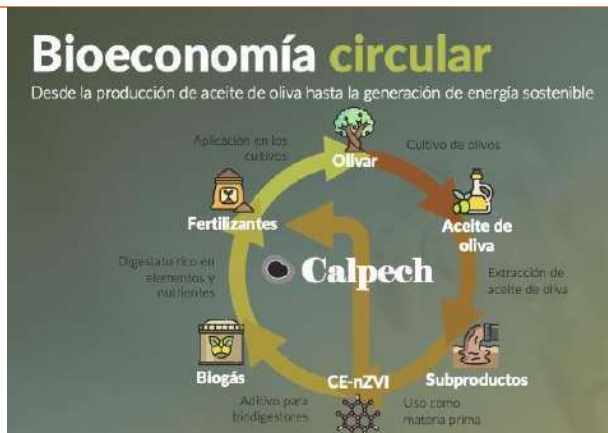 Bioeconomía circular
Desde la producción de aceite de oliva hasta la generación de energía sostenible
Aplicación en los
cultivos
Olivar
Cultivo de olivos
Fertilizantes
Aceite de
oliva
Digestato rico en
elementos y
nutrientes
Calpech
Extracción de
aceite de oliva
Biogás
CE-nZVI
Subproductos
Aditivo para
biodigestores
Uso como
materia prima